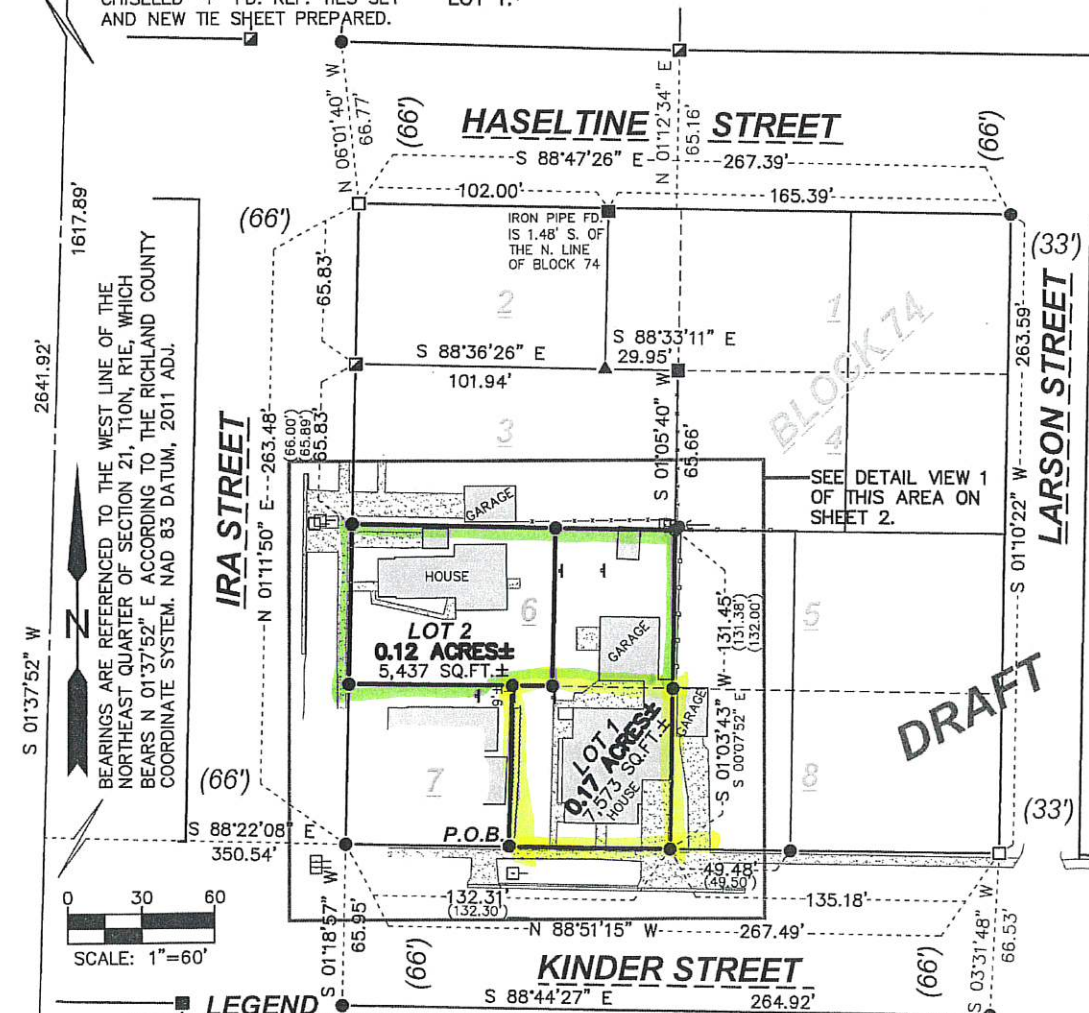 CHISELED "+" FD. REF. TIES SET
LOT 1.
AND NEW TIE SHEET PREPARED.
N 06°01'40" W
66.77'
(66')
HASELTINE STREET
N 01°12'34" E
65.16'
(66')
S 88°47'26" E
267.39'
102.00'
165.39'
IRON PIPE FD.
IS 1.48' S. OF
THE N. LINE
OF BLOCK 74
(66')
(33')
1617.89'
2641.92'
S 01°37'52" W
BEARINGS ARE REFERENCED TO THE WEST LINE OF THE
NORTHEAST QUARTER OF SECTION 21, T10N, R1E, WHICH
BEARS N 01°37'52" E ACCORDING TO THE RICHLAND COUNTY
COORDINATE SYSTEM. NAD 83 DATUM, 2011 ADJ.
N
65.83'
2
1
S 88°36'26" E
101.94'
S 88°33'11" E
29.95'
BLOCK 74
263.59'
LARSON STREET
S 01°10'22" W
IRA STREET
N 01°11'50" E
263.48'
(66.00')
(65.89')
65.83'
3
4
S 01°05'40" W
65.66'
SEE DETAIL VIEW 1
OF THIS AREA ON
SHEET 2.
GARAGE
HOUSE
6
5
LOT 2
0.12 ACRES±
5,437 SQ.FT.±
GARAGE
131.45'
(131.38')
(132.00')
S 01°03'43" W
S 00°07'52" E
GARAGE
LOT 1
0.17 ACRES±
7,573 SQ.FT.±
HOUSE
7
8
DRAFT
(66')
(33')
S 88°22'08" E
350.54'
P.O.B.
49.48'
(49.50')
132.31'
(132.30')
135.18'
N 88°51'15" W
267.49'
S 01°18'57" W
65.95'
(66')
KINDER STREET
(66')
S 03°31'48" W
66.53'
0 30 60
SCALE: 1"=60'
LEGEND
S 88°44'27" E
264.92'